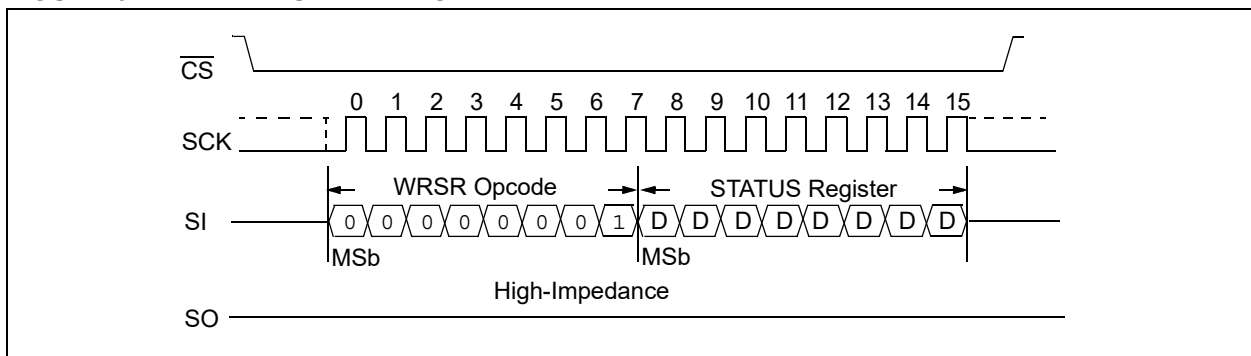 CS
0 1 2 3 4 5 6 7 8 9 10 11 12 13 14 15
SCK
WRSR Opcode STATUS Register
SI 0 0 0 0 0 0 0 1 D D D D D D D D
MSb MSb
High-Impedance
SO